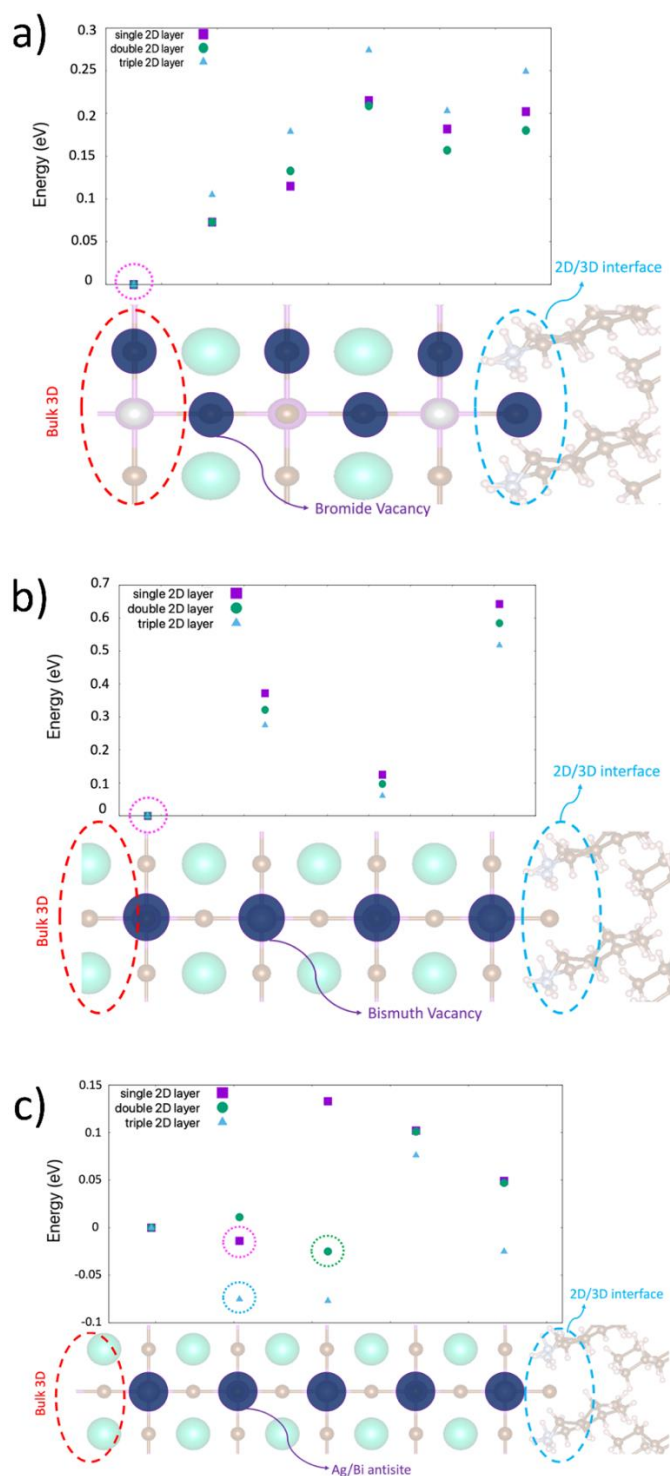 a)
single 2D layer
double 2D layer
triple 2D layer
0.3
0.25
0.2
0.15
0.1
0.05
0
Energy (eV)
2D/3D interface
Bulk 3D
Bromide Vacancy
b)
single 2D layer
double 2D layer
triple 2D layer
0.7
0.6
0.5
0.4
0.3
0.2
0.1
0
Energy (eV)
2D/3D interface
Bulk 3D
Bismuth Vacancy
c)
single 2D layer
double 2D layer
triple 2D layer
0.15
0.1
0.05
0
-0.05
-0.1
Energy (eV)
2D/3D interface
Bulk 3D
Ag/Bi antisite